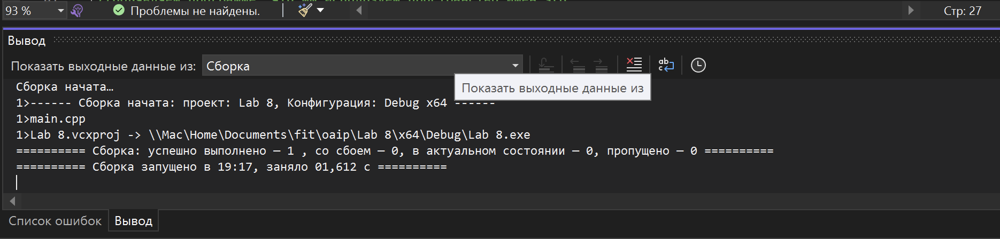 93 %
Проблемы не найдены.
Стр: 27
Вывод
Показать выходные данные из:
Сборка
ab
c
Показать выходные данные из
Сборка начата…
1>------ Сборка начата: проект: Lab 8, Конфигурация: Debug x64 ------
1>main.cpp
1>Lab 8.vcxproj -> \\Mac\Home\Documents\fit\oaip\Lab 8\x64\Debug\Lab 8.exe
========== Сборка: успешно выполнено — 1 , со сбоем — 0, в актуальном состоянии — 0, пропущено — 0 ==========
========== Сборка запущено в 19:17, заняло 01,612 с ==========
Список ошибок
Вывод